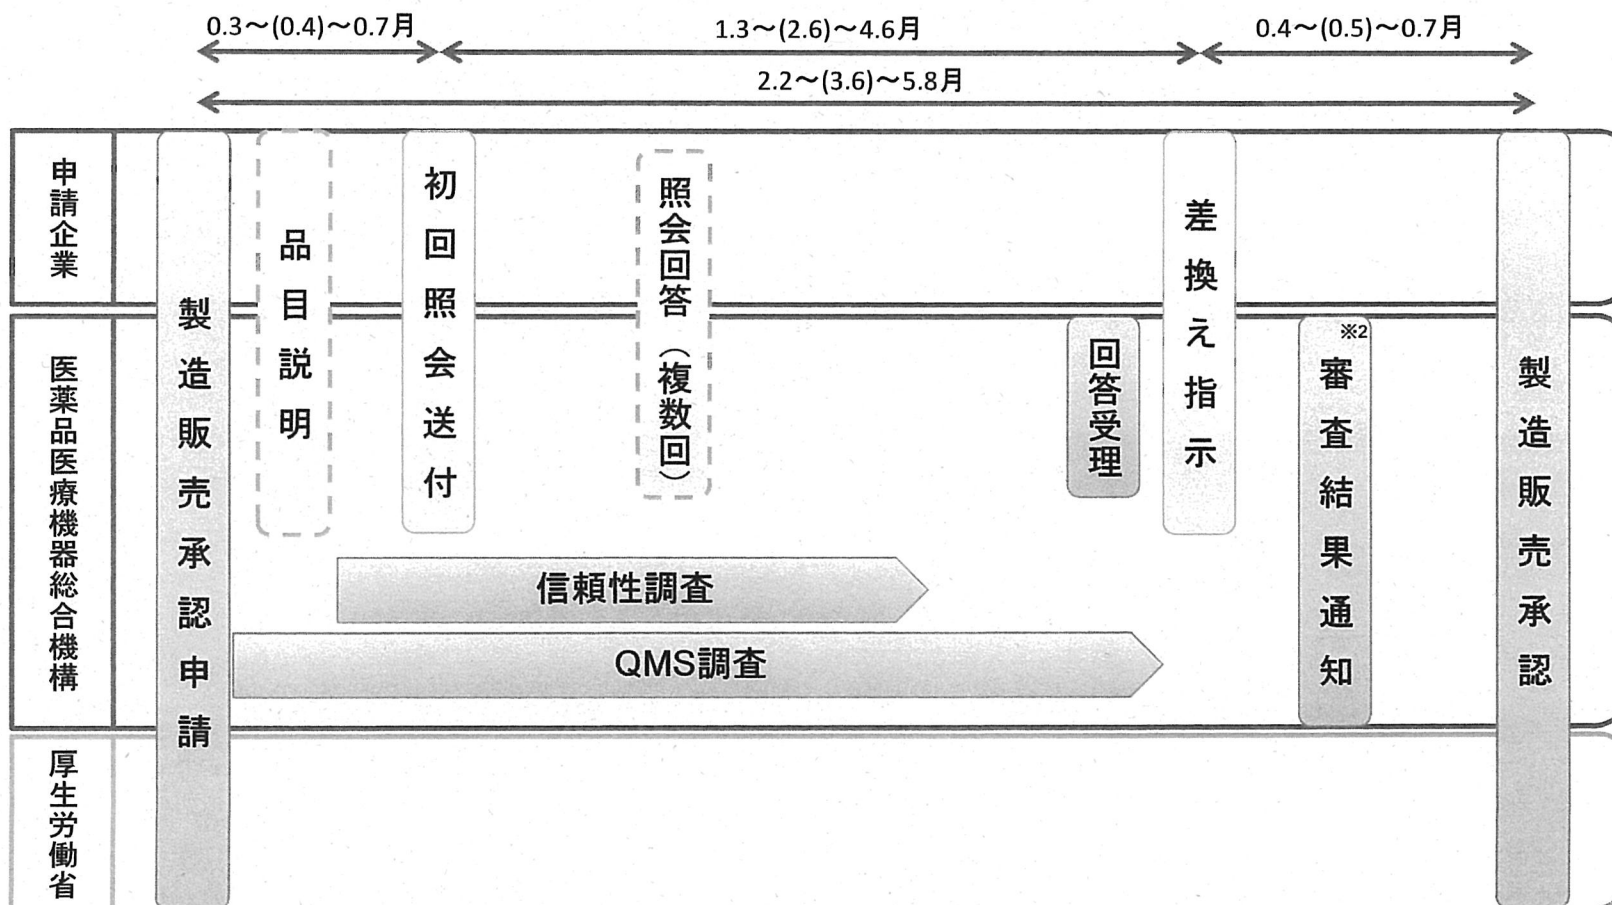 0.3～(0.4)～0.7月
1.3～(2.6)～4.6月
0.4～(0.5)～0.7月
2.2～(3.6)～5.8月
申請企業
医薬品医療機器総合機構
厚生労働省
製造販売承認申請
品目説明
初回照会送付
照会回答（複数回）
回答受理
差換え指示
※2
審査結果通知
製造販売承認
信頼性調査
QMS調査